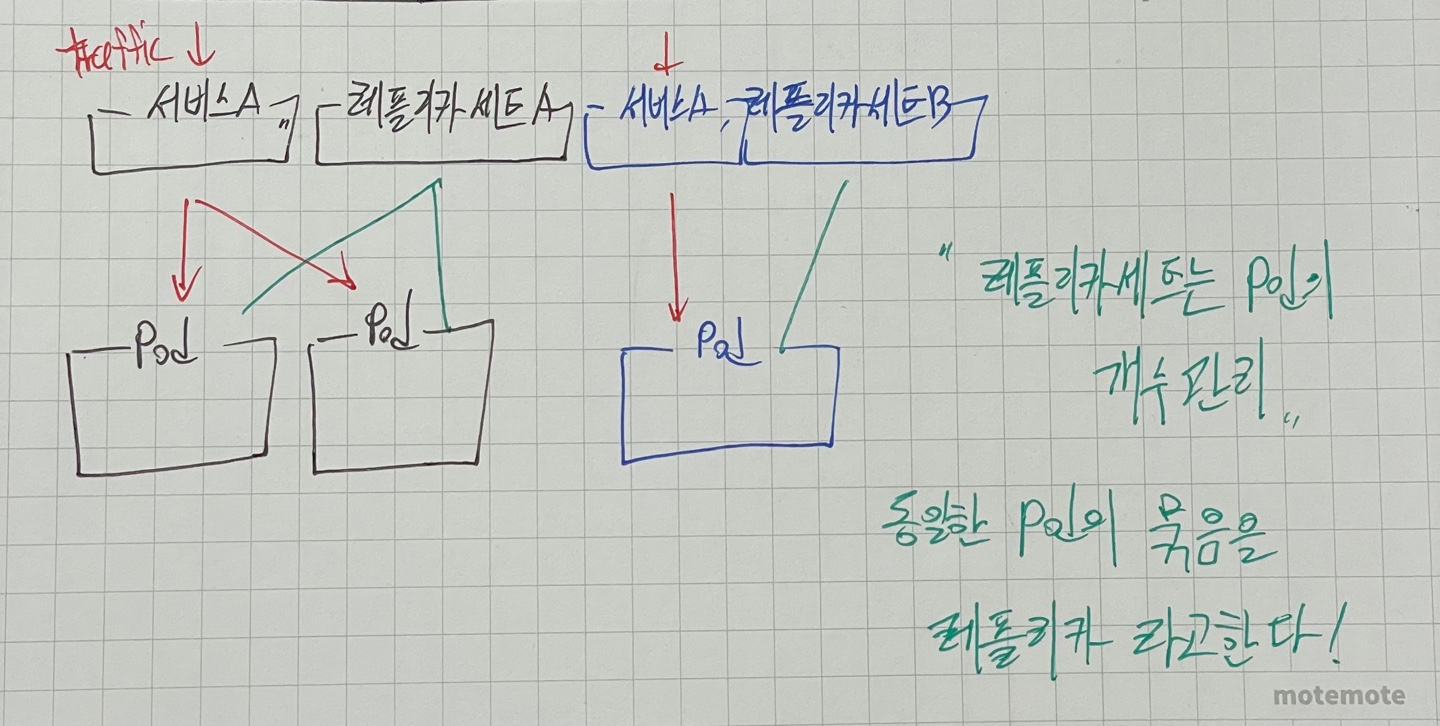 traffic
서비스A
레플리카세트A
서비스A,
레플리카세트B
Pod
Pod
Pod
"레플리카세트는 Pod의
개수관리"
동일한 Pod의 묶음을
레플리카 라고한다!
motemote